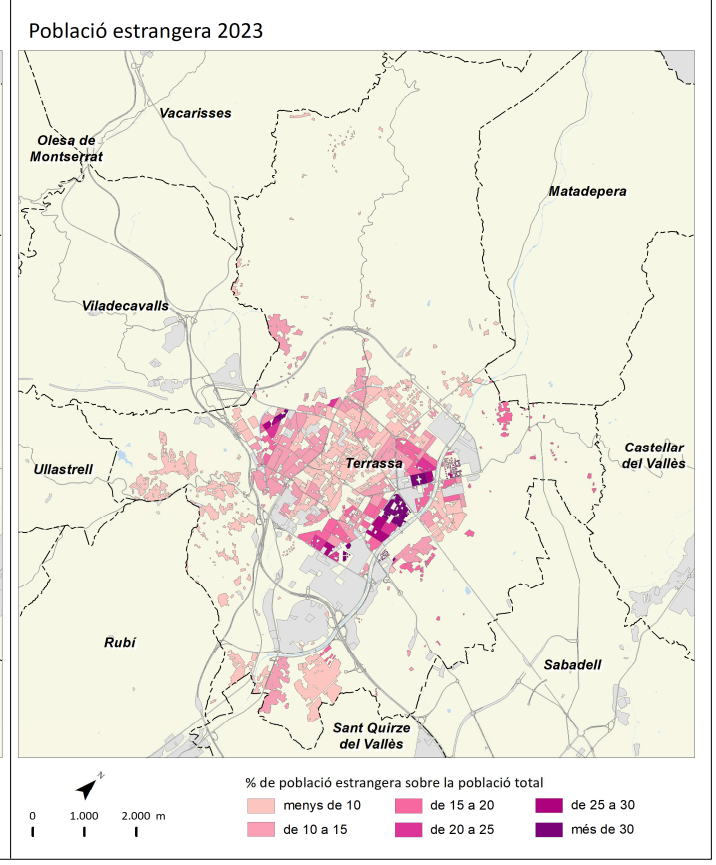 Població estrangera 2023
Vacarisses
Olesa de
Montserrat
Matadepera
Viladecavalls
Castellar
del Vallès
Terrassa
Ullastrell
Rubí
Sabadell
Sant Quirze
del Vallès
N
% de població estrangera sobre la població total
0 1.000 2.000 m
menys de 10 de 15 a 20 de 25 a 30
de 10 a 15 de 20 a 25 més de 30